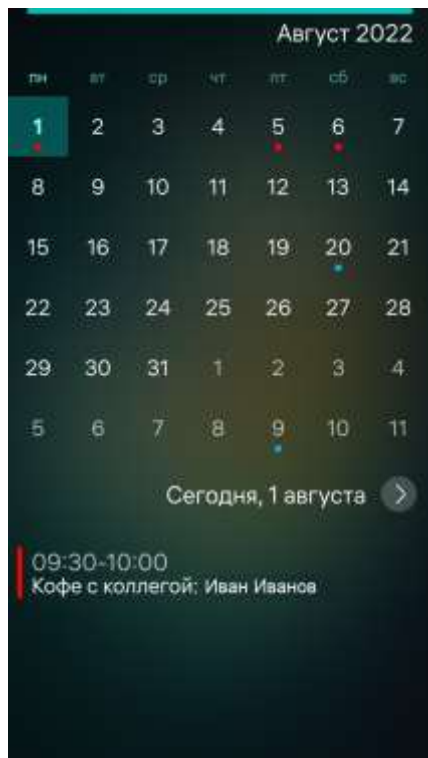 Август 2022
пн вт ср чт пт сб вс
1 2 3 4 5 6 7
8 9 10 11 12 13 14
15 16 17 18 19 20 21
22 23 24 25 26 27 28
29 30 31 1 2 3 4
5 6 7 8 9 10 11
Сегодня, 1 августа
09:30-10:00
Кофе с коллегой: Иван Иванов